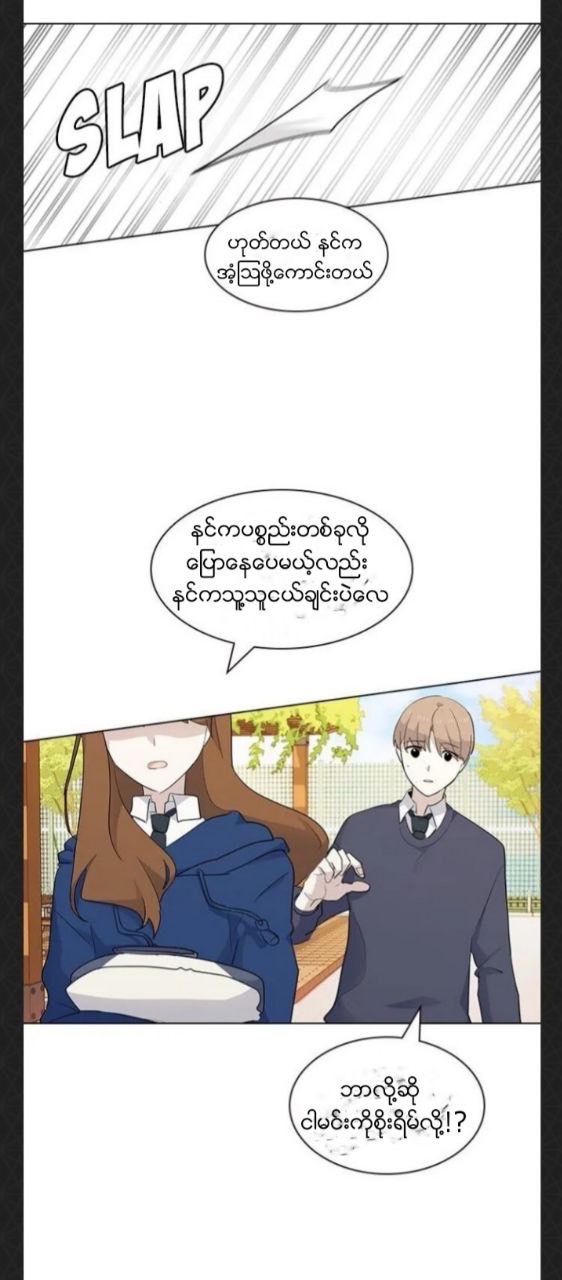 SLAP
ဟုတ်တယ် နင်က
အံ့ဩဖို့ကောင်းတယ်
နင်ကပစ္စည်းတစ်ခုလို
ပြောနေပေမယ့်လည်း
နင်ကသူ့သူငယ်ချင်းပဲလေ
ဘာလို့ဆို
ငါမင်းကိုစိုးရိမ်လို့!?